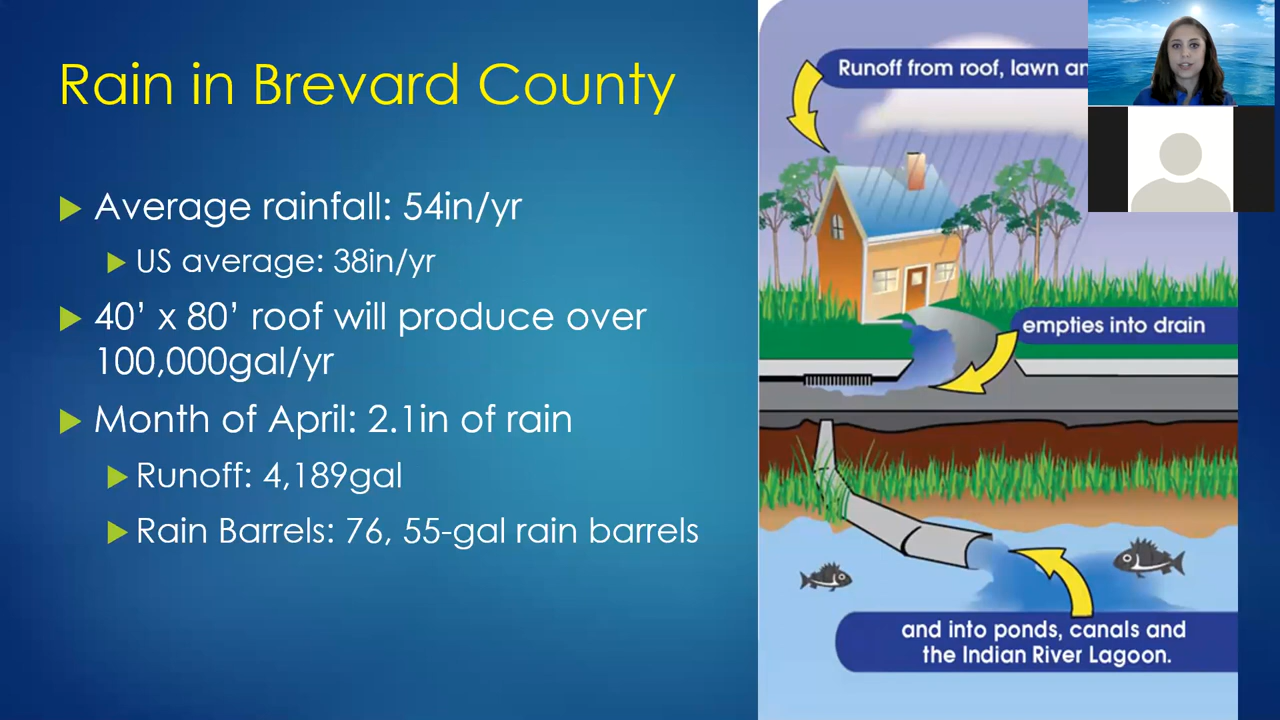 Rain in Brevard County
Average rainfall: 54in/yr
US average: 38in/yr
40’ x 80’ roof will produce over
100,000gal/yr
Month of April: 2.1in of rain
Runoff: 4,189gal
Rain Barrels: 76, 55-gal rain barrels
Runoff from roof, lawn
empties into drain
and into ponds, canals and
the Indian River Lagoon.